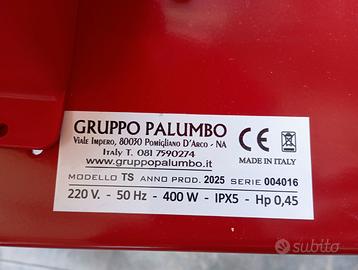 GRUPPO PALUMBO
Viale Impero, 80030 Pomigliano D'Arco - NA
Italy T. 081 7590274
www.gruppopalumbo.it
CE
MADE IN ITALY
MODELLO TS ANNO PROD. 2025 SERIE 004016
220 V. - 50 Hz - 400 W - IPX5 - Hp 0,45
subito